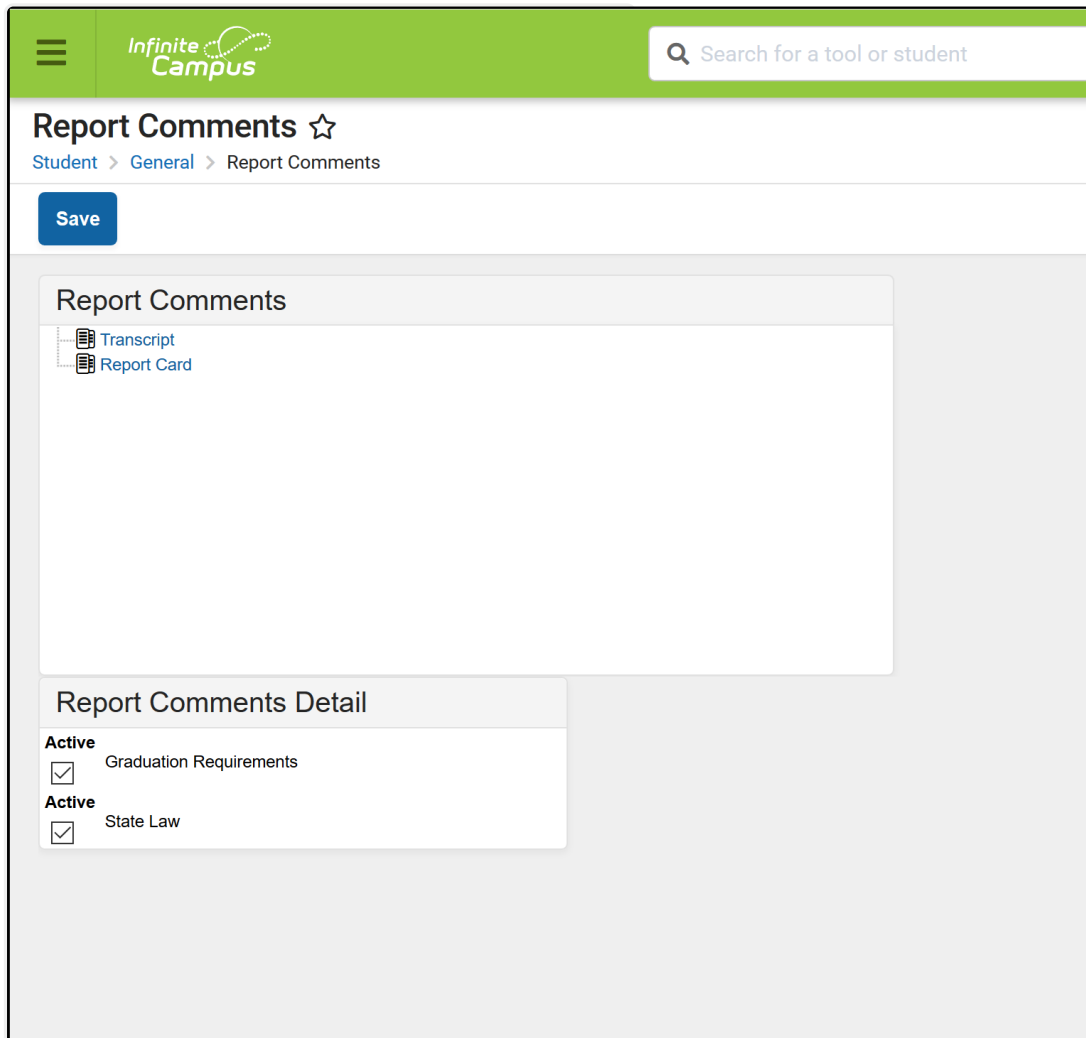 Infinite
Campus
Search for a tool or student
Report Comments
Student > General > Report Comments
Save
Report Comments
Transcript
Report Card
Report Comments Detail
Active
Graduation Requirements
Active
State Law